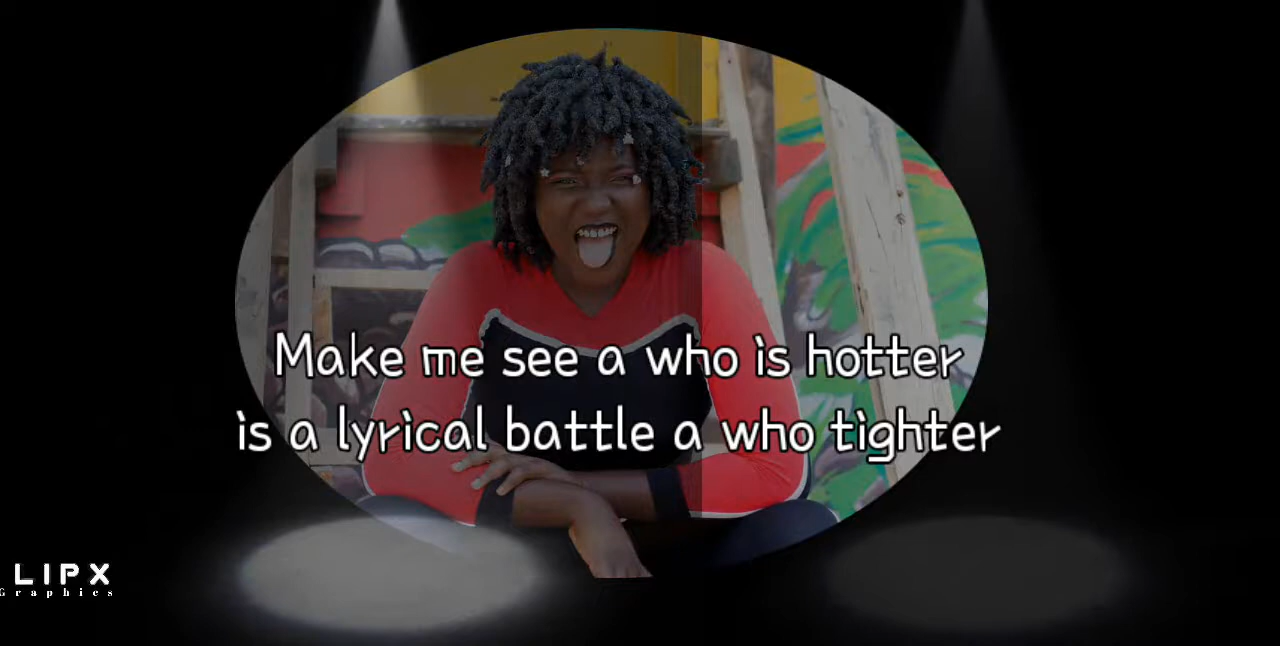 Make me see a who is hotter
is a lyrical battle a who tighter
LIPX
Graphics